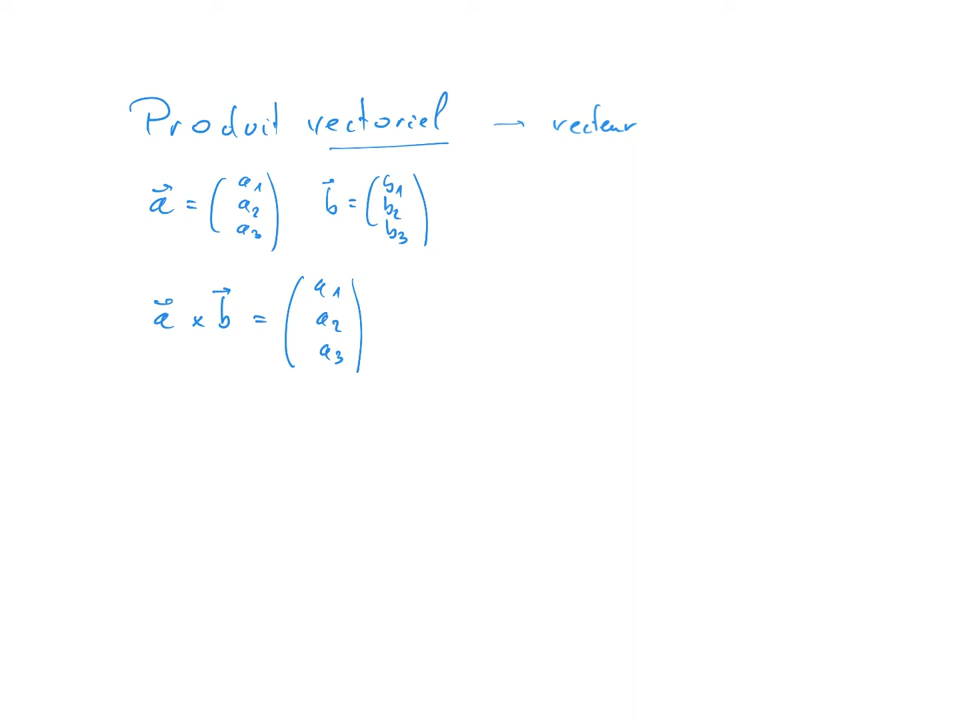 Produit vectoriel → vecteur
a⃗ = (a1 a2 a3) b⃗ = (b1 b2 b3)
a⃗ × b⃗ = (a1 a2 a3)